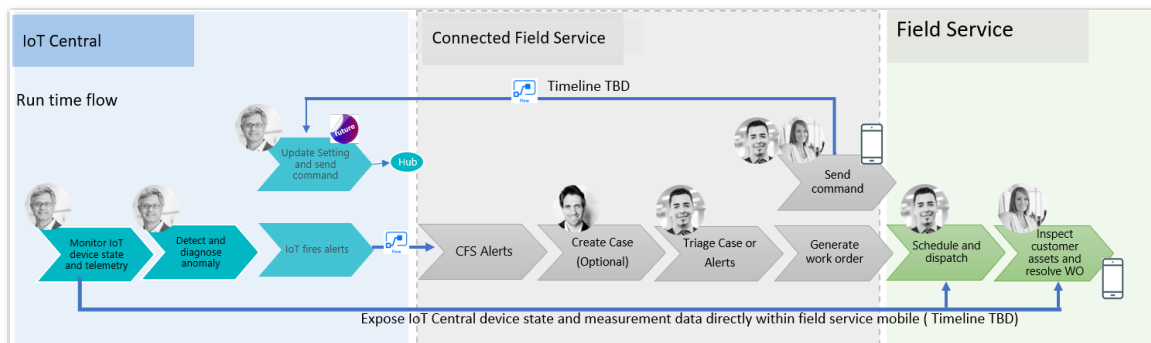 IoT Central
Connected Field Service
Field Service
Run time flow
Flow
Timeline TBD
future
Update Setting
and send
command
Hub
Send
command
Monitor IoT
device state
and telemetry
Detect and
diagnose
anomaly
IoT fires alerts
Flow
CFS Alerts
Create Case
(Optional)
Triage Case or
Alerts
Generate
work order
Schedule and
dispatch
Inspect
customer
assets and
resolve WO
Expose IoT Central device state and measurement data directly within field service mobile ( Timeline TBD)